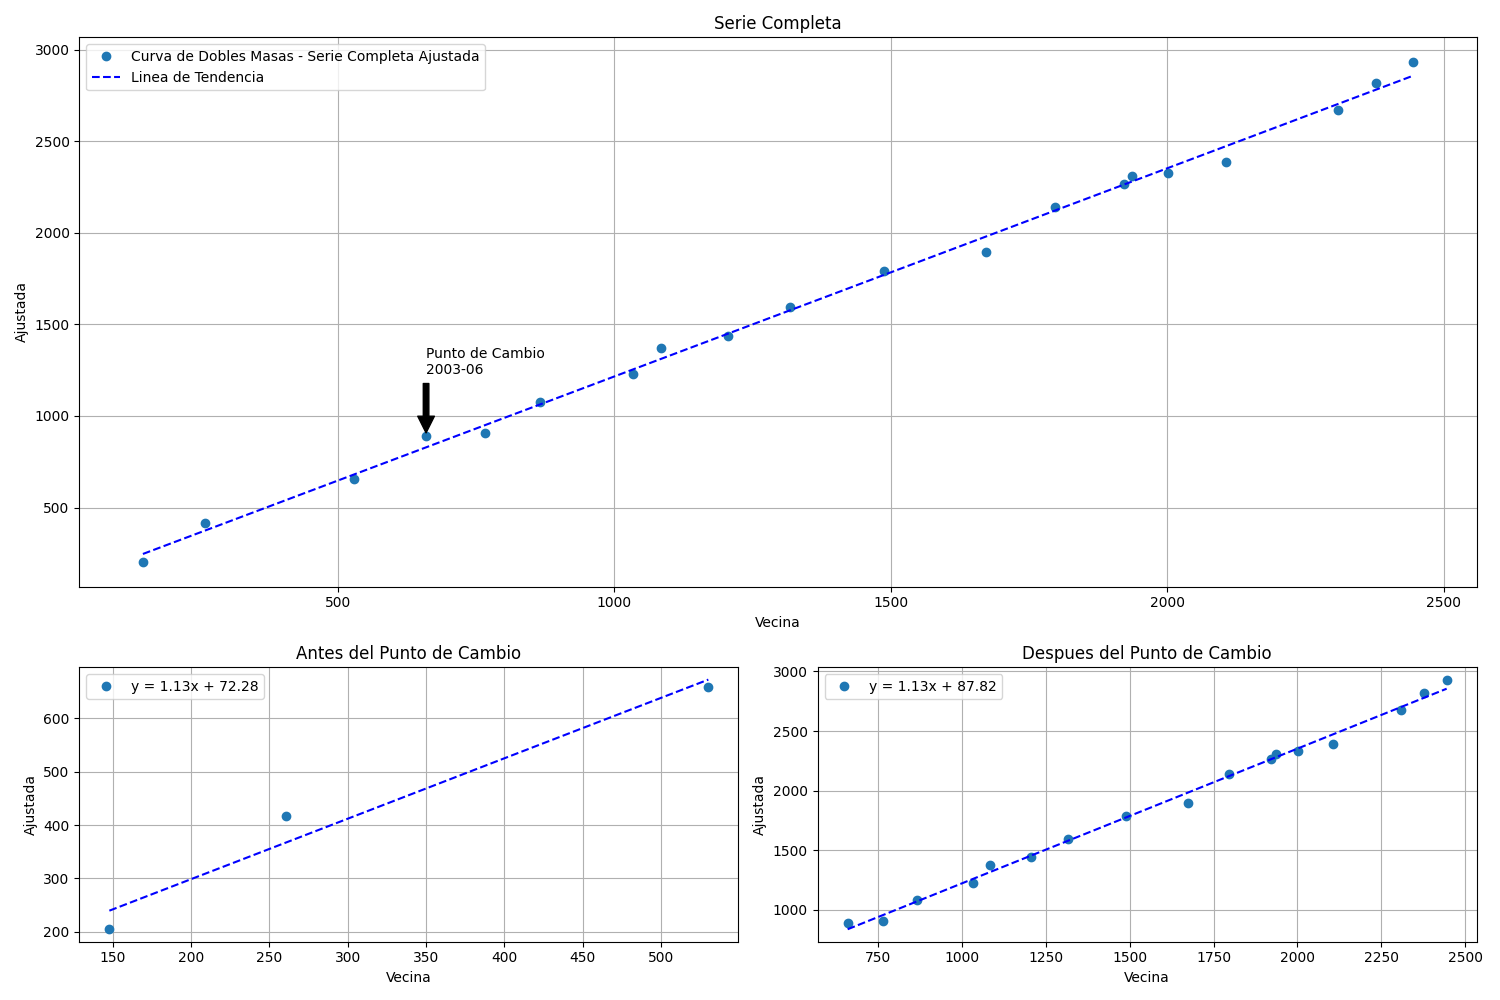 Serie Completa
Curva de Dobles Masas - Serie Completa Ajustada
Linea de Tendencia
3000
2500
2000
1500
1000
500
Ajustada
Punto de Cambio
2003-06
500
1000
1500
2000
2500
Vecina
Antes del Punto de Cambio
y = 1.13x + 72.28
600
500
400
300
200
Ajustada
150
200
250
300
350
400
450
500
Vecina
Despues del Punto de Cambio
y = 1.13x + 87.82
3000
2500
2000
1500
1000
Ajustada
750
1000
1250
1500
1750
2000
2250
2500
Vecina